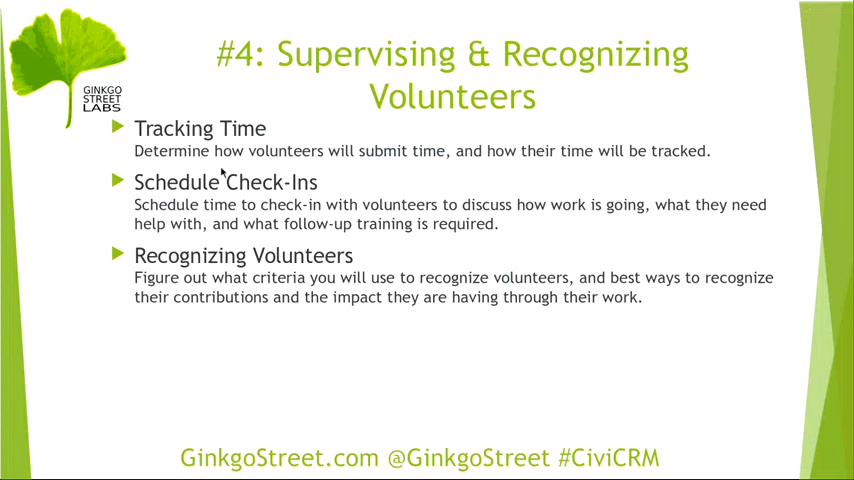 #4: Supervising & Recognizing
Volunteers
GINKGO
STREET
LABS
Tracking Time
Determine how volunteers will submit time, and how their time will be tracked.
Schedule Check-Ins
Schedule time to check-in with volunteers to discuss how work is going, what they need
help with, and what follow-up training is required.
Recognizing Volunteers
Figure out what criteria you will use to recognize volunteers, and best ways to recognize
their contributions and the impact they are having through their work.
GinkgoStreet.com @GinkgoStreet #CiviCRM